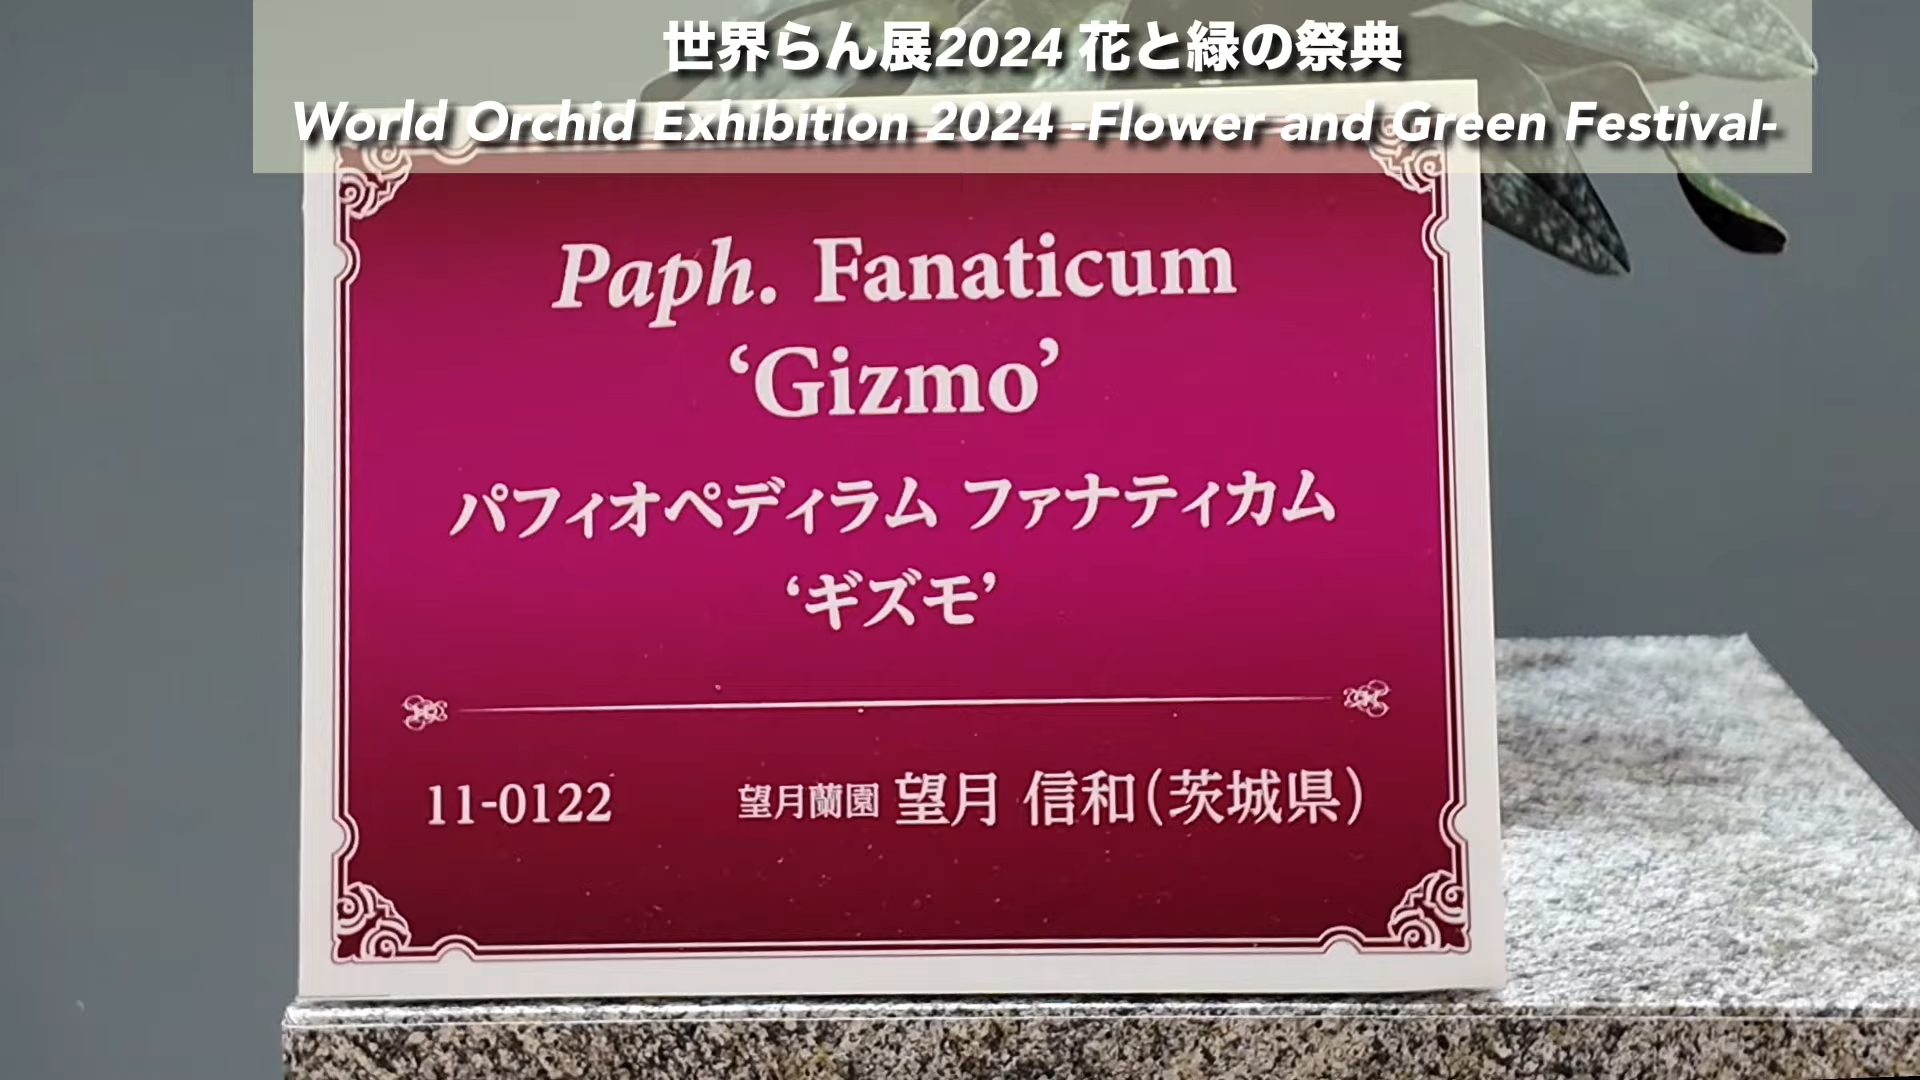 世界らん展2024 花と緑の祭典
World Orchid Exhibition 2024 -Flower and Green Festival-
Paph. Fanaticum
‘Gizmo’
パフィオペディラム ファナティカム
‘ギズモ’
11-0122 望月蘭園 望月 信和(茨城県)